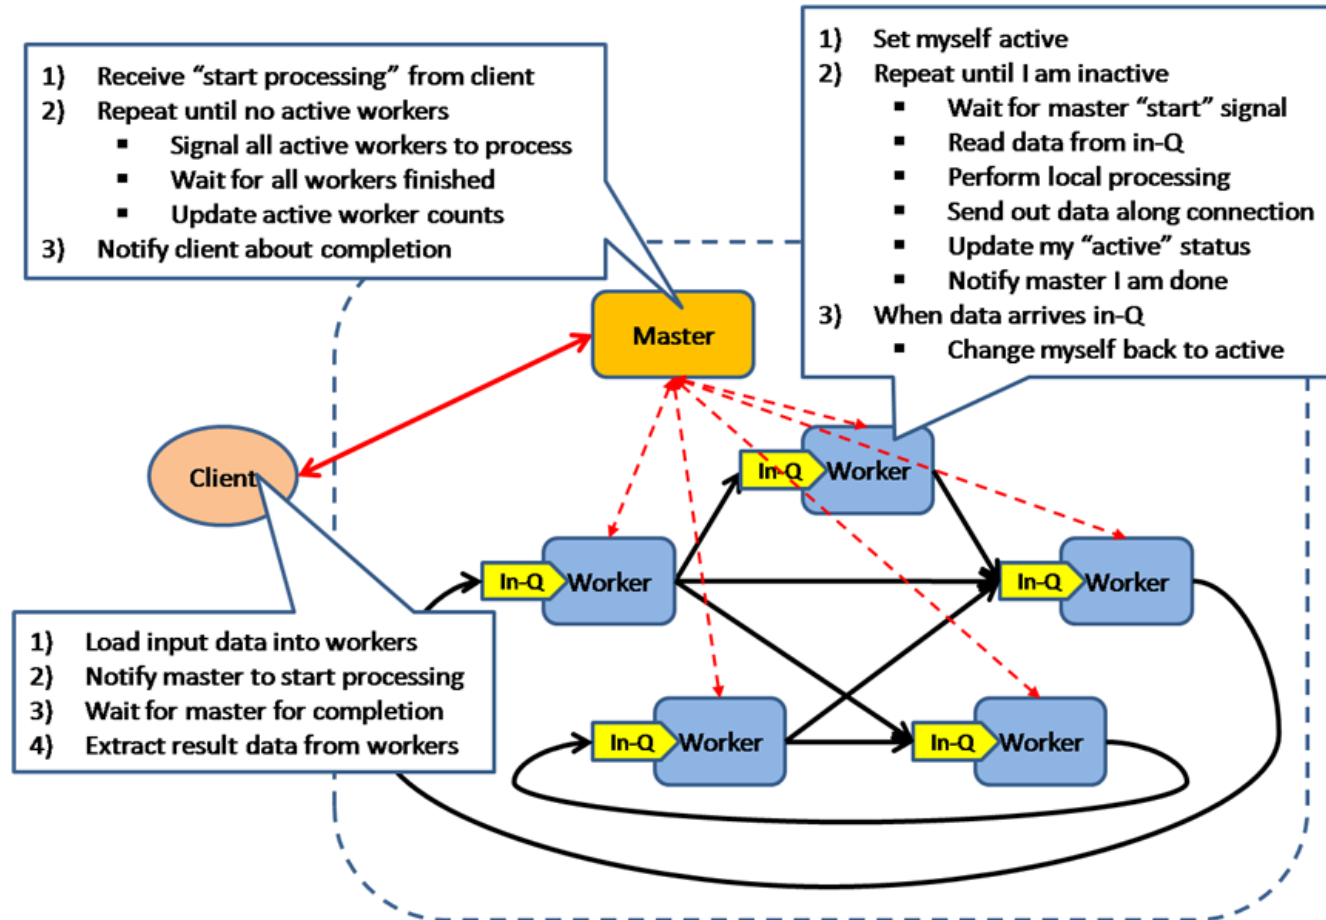 1) Receive “start processing” from client
2) Repeat until no active workers
▪ Signal all active workers to process
▪ Wait for all workers finished
▪ Update active worker counts
3) Notify client about completion
1) Set myself active
2) Repeat until I am inactive
▪ Wait for master “start” signal
▪ Read data from in-Q
▪ Perform local processing
▪ Send out data along connection
▪ Update my “active” status
▪ Notify master I am done
3) When data arrives in-Q
▪ Change myself back to active
Master
Client
In-Q Worker
In-Q Worker
In-Q Worker
1) Load input data into workers
2) Notify master to start processing
3) Wait for master for completion
4) Extract result data from workers
In-Q Worker
In-Q Worker